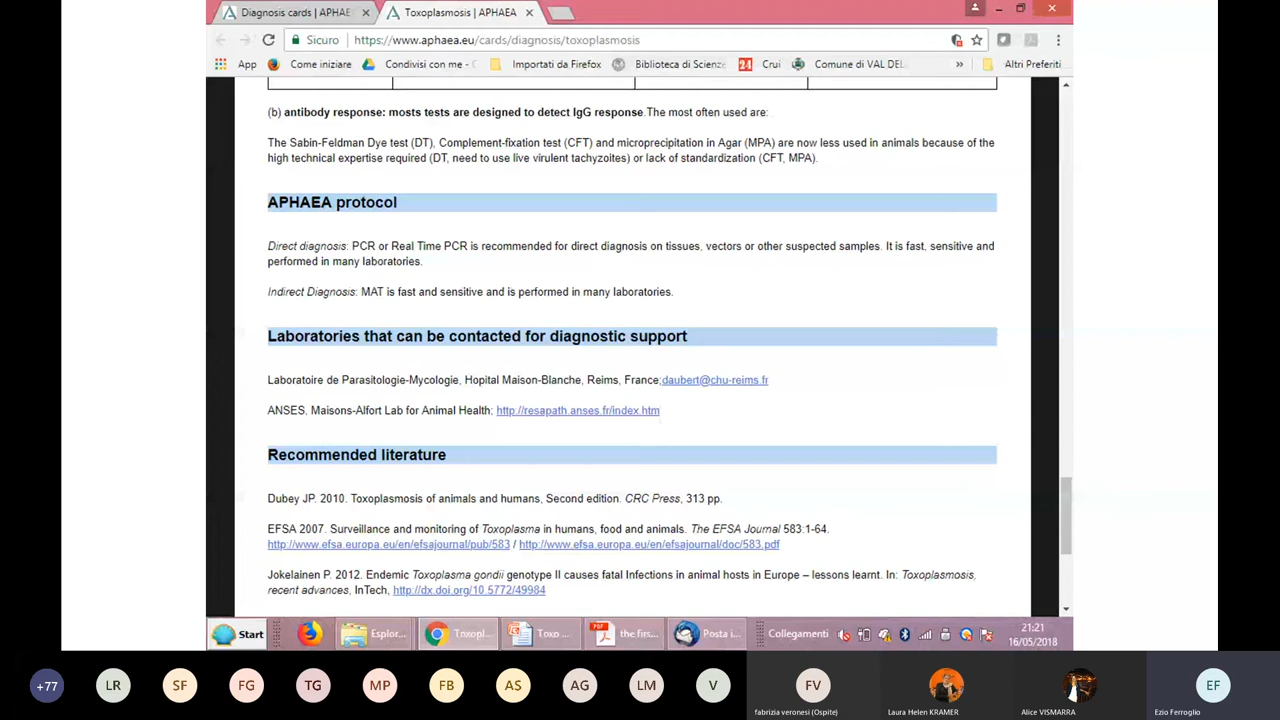 Diagnosis cards | APHAE
Toxoplasmosis | APHAEA
Sicuro
https://www.aphaea.eu/cards/diagnosis/toxoplasmosis
App
Come iniziare
Condivisi con me -
Importati da Firefox
Biblioteca di Scienze
24
Crui
Comune di VAL DEL
»
Altri Preferiti
(b) antibody response: mosts tests are designed to detect IgG response.The most often used are:
The Sabin-Feldman Dye test (DT), Complement-fixation test (CFT) and microprecipitation in Agar (MPA) are now less used in animals because of the
high technical expertise required (DT, need to use live virulent tachyzoites) or lack of standardization (CFT, MPA).
APHAEA protocol
Direct diagnosis: PCR or Real Time PCR is recommended for direct diagnosis on tissues, vectors or other suspected samples. It is fast, sensitive and
performed in many laboratories.
Indirect Diagnosis: MAT is fast and sensitive and is performed in many laboratories.
Laboratories that can be contacted for diagnostic support
Laboratoire de Parasitologie-Mycologie, Hopital Maison-Blanche, Reims, France;daubert@chu-reims.fr
ANSES, Maisons-Alfort Lab for Animal Health; http://resapath.anses.fr/index.htm
Recommended literature
Dubey JP. 2010. Toxoplasmosis of animals and humans, Second edition. CRC Press, 313 pp.
EFSA 2007. Surveillance and monitoring of Toxoplasma in humans, food and animals. The EFSA Journal 583:1-64.
http://www.efsa.europa.eu/en/efsajournal/pub/583 / http://www.efsa.europa.eu/en/efsajournal/doc/583.pdf
Jokelainen P. 2012. Endemic Toxoplasma gondii genotype II causes fatal Infections in animal hosts in Europe – lessons learnt. In: Toxoplasmosis,
recent advances, InTech, http://dx.doi.org/10.5772/49984
Start
Esplor...
Toxopl...
Toxo ...
the firs...
Posta i...
Collegamenti
21:21
16/05/2018
+77
LR
SF
FG
TG
MP
FB
AS
AG
LM
V
FV
EF
fabrizia veronesi (Ospite)
Laura Helen KRAMER
Alice VISMARRA
Ezio Ferroglio